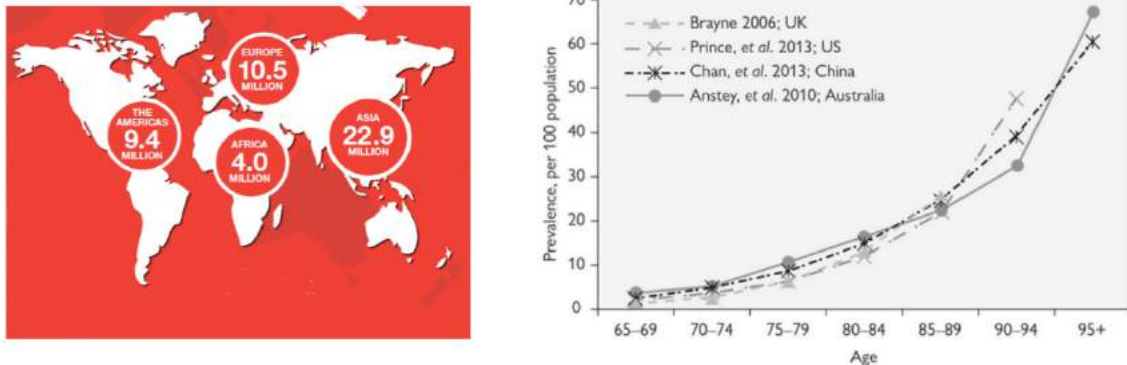 EUROPE
10.5
MILLION
THE
AMERICAS
9.4
MILLION
AFRICA
4.0
MILLION
ASIA
22.9
MILLION
Prevalence, per 100 population
70
60
50
40
30
20
10
0
Brayne 2006; UK
Prince, et al. 2013; US
Chan, et al. 2013; China
Anstey, et al. 2010; Australia
65–69 70–74 75–79 80–84 85–89 90–94 95+
Age